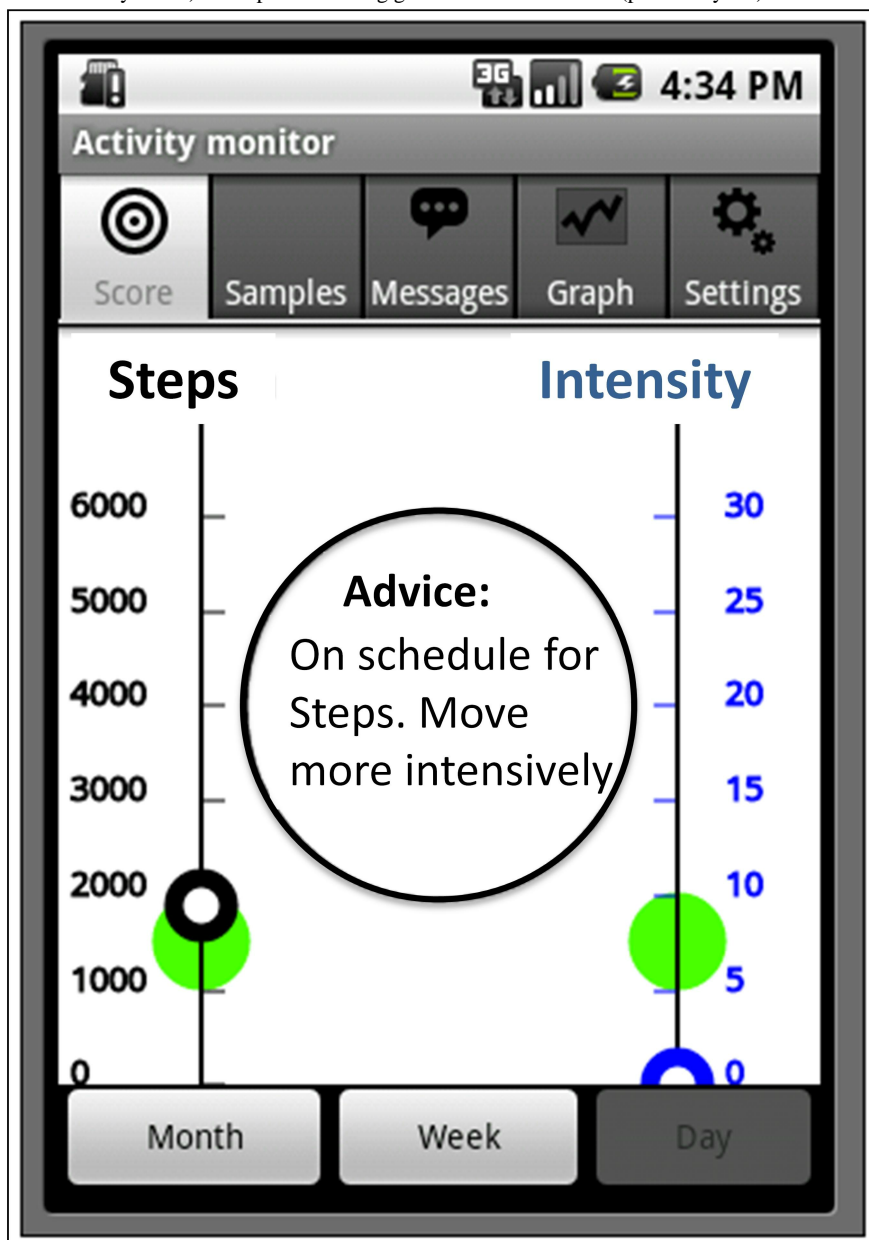 3G 4:34 PM
Activity monitor
Score Samples Messages Graph Settings
Steps Intensity
6000 30
5000 25
4000 20
3000 15
2000 10
1000 5
0 0
Advice:
On schedule for
Steps. Move
more intensively
Month Week Day